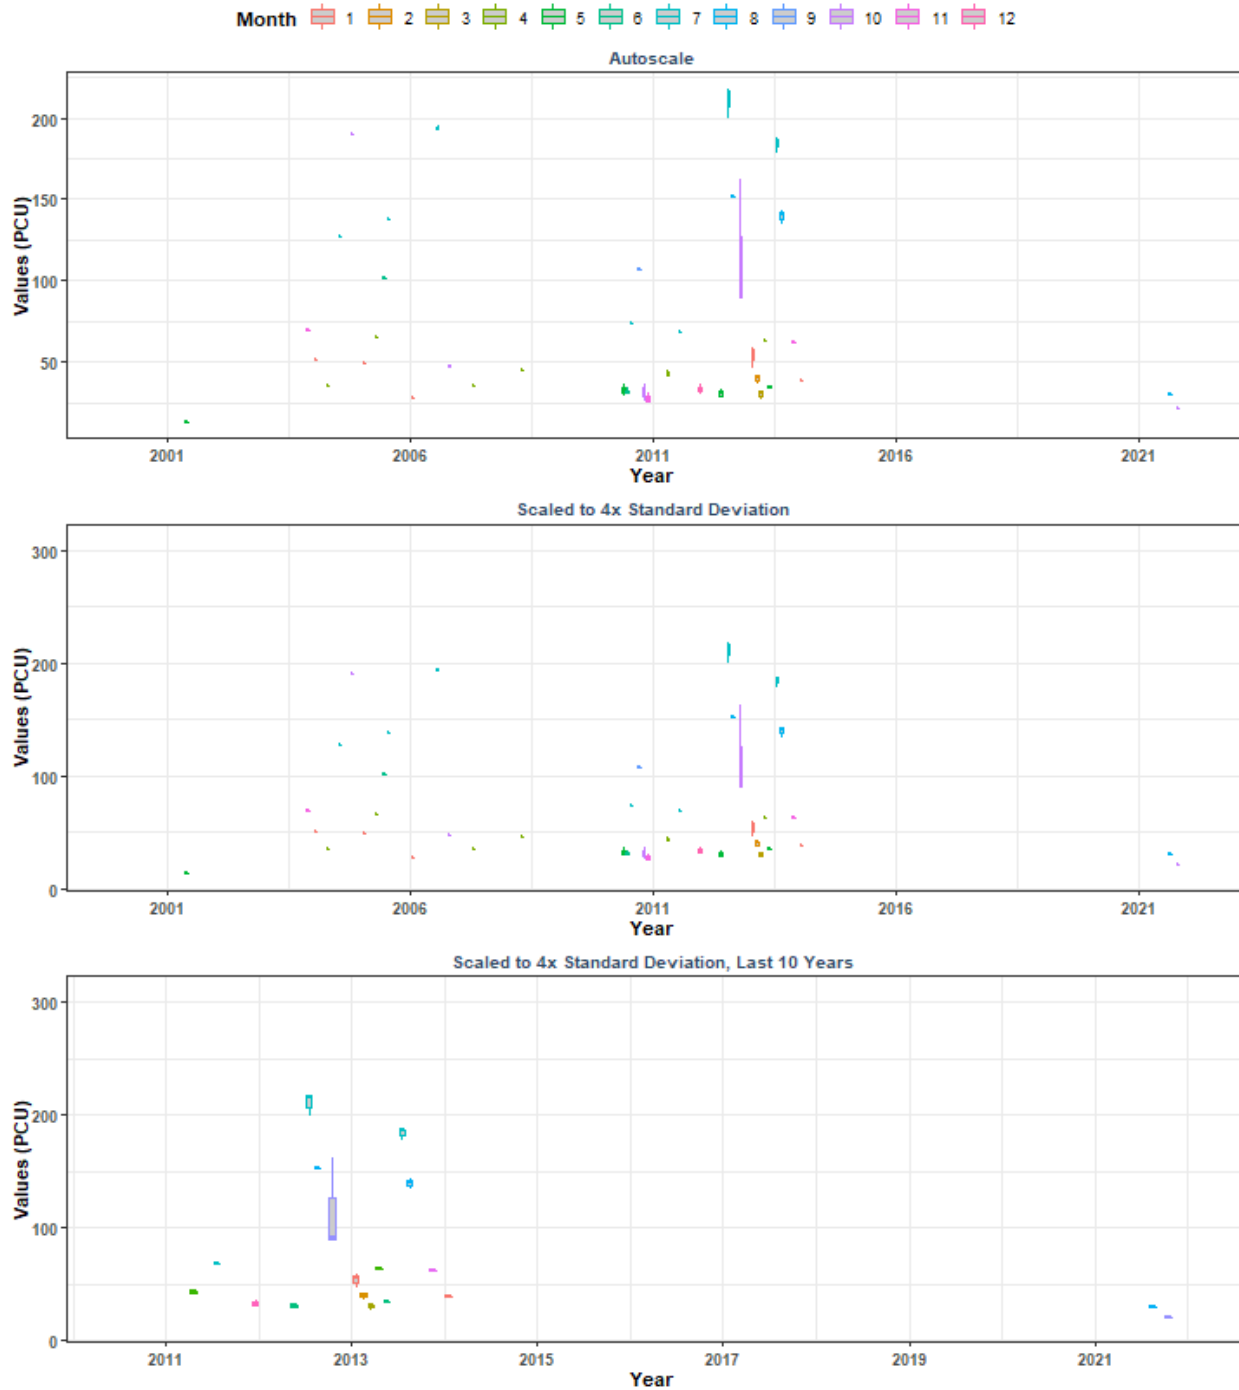 Month 1 2 3 4 5 6 7 8 9 10 11 12
Autoscale
Values (PCU)
200
150
100
50
2001 2006 2011 2016 2021
Year
Scaled to 4x Standard Deviation
Values (PCU)
300
200
100
0
2001 2006 2011 2016 2021
Year
Scaled to 4x Standard Deviation, Last 10 Years
Values (PCU)
300
200
100
0
2011 2013 2015 2017 2019 2021
Year